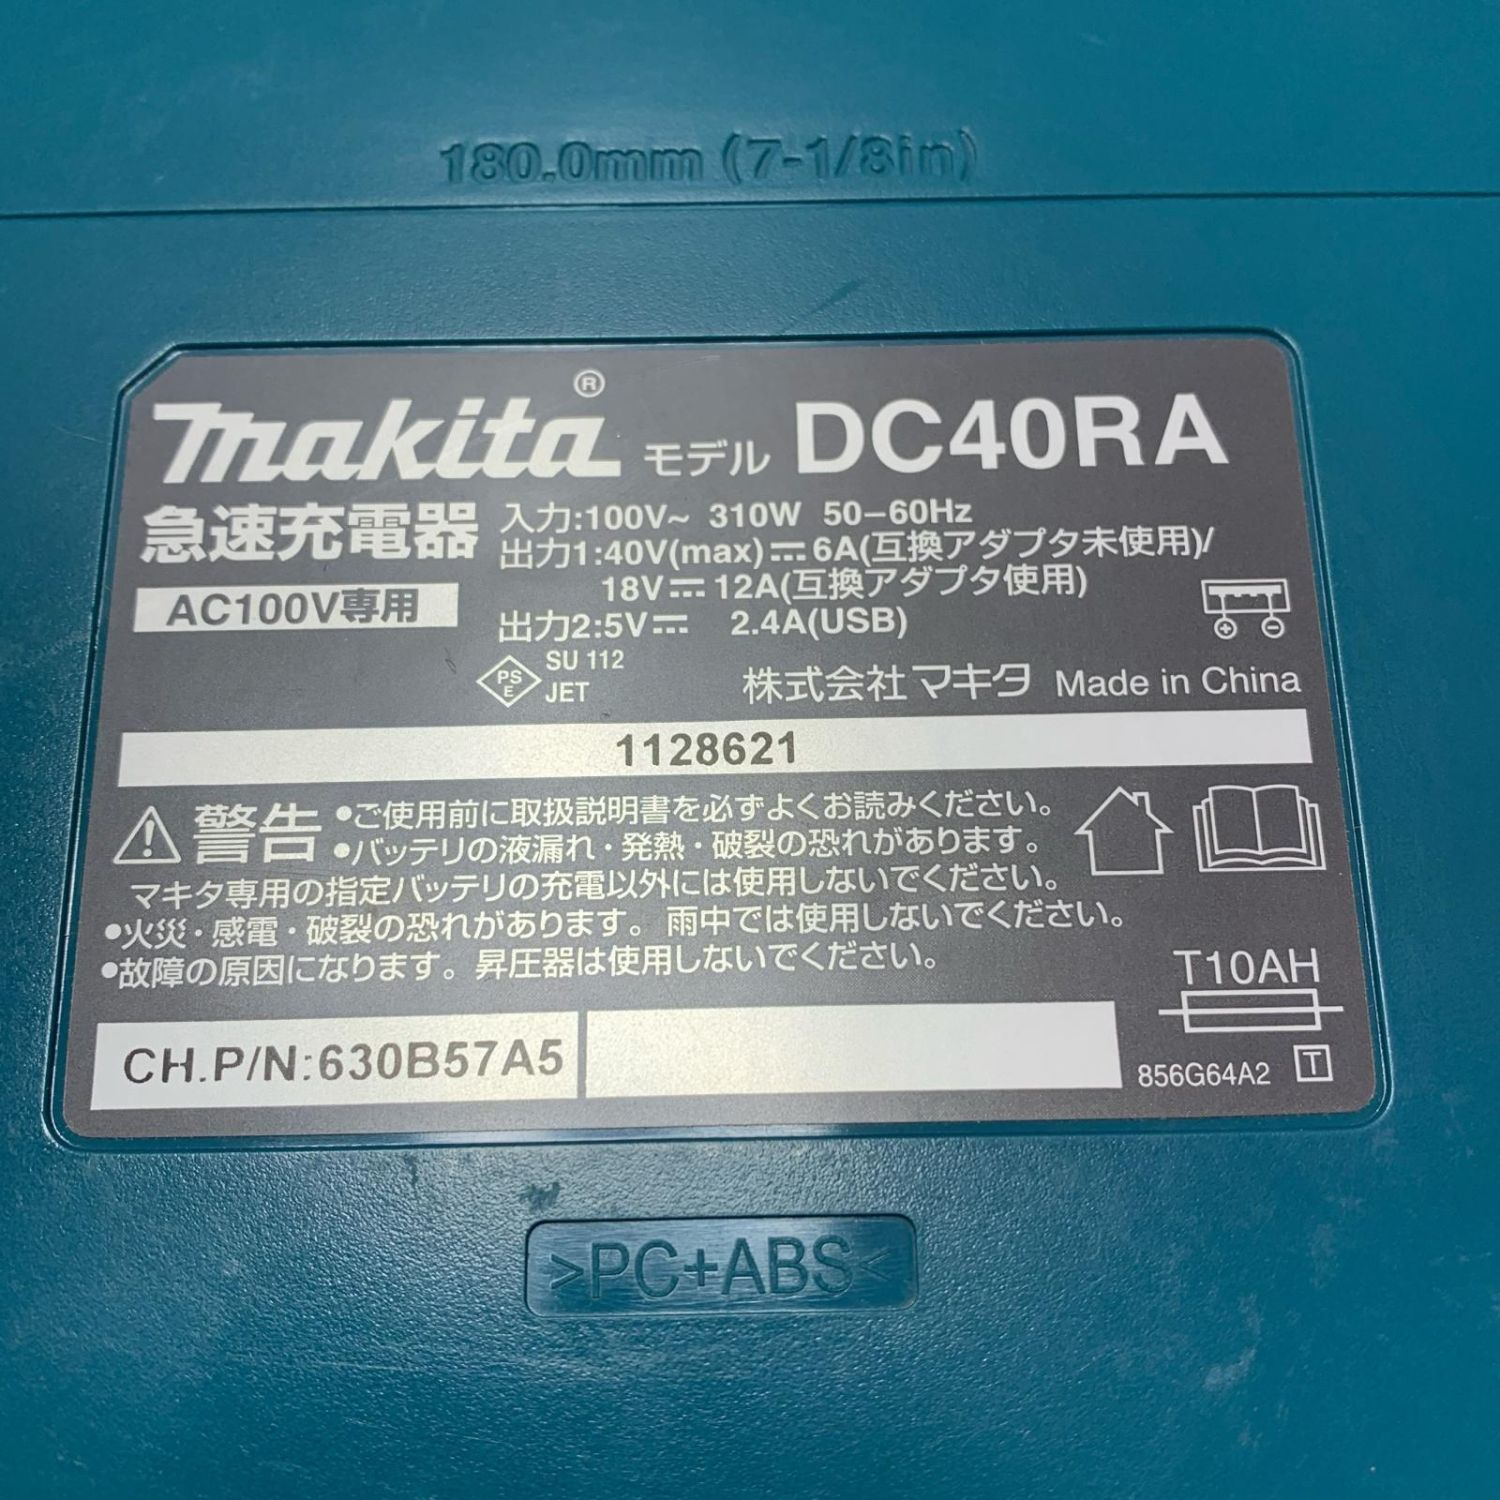 180.0mm (7-1/8in)
makita® モデル DC40RA
急速充電器
AC100V専用
入力:100V~ 310W 50-60Hz
出力1:40V(max)⎓6A(互換アダプタ未使用)/
18V⎓12A(互換アダプタ使用)
出力2:5V⎓ 2.4A(USB)
PS E
SU 112
JET
株式会社マキタ Made in China
1128621
警告 •ご使用前に取扱説明書を必ずよくお読みください。
•バッテリの液漏れ・発熱・破裂の恐れがあります。
マキタ専用の指定バッテリの充電以外には使用しないでください。
•火災・感電・破裂の恐れがあります。雨中では使用しないでください。
•故障の原因になります。昇圧器は使用しないでください。
T10AH
CH.P/N:630B57A5
856G64A2 T
>PC+ABS<